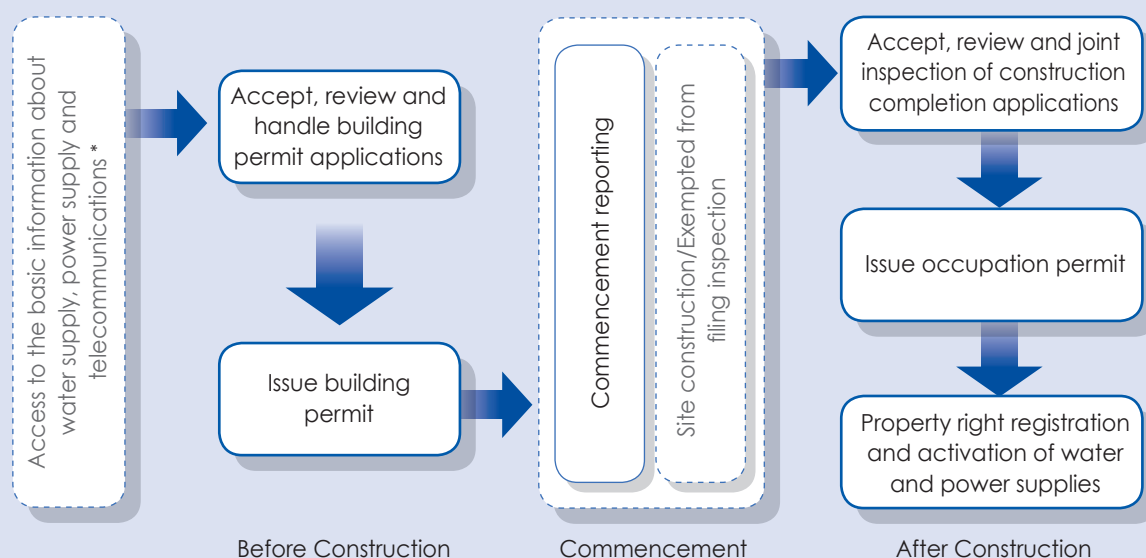 Access to the basic information about
water supply, power supply and
telecommunications *
Accept, review and
handle building
permit applications
Issue building
permit
Commencement reporting
Site construction/Exempted from
filing inspection
Accept, review and joint
inspection of construction
completion applications
Issue occupation permit
Property right registration
and activation of water
and power supplies
Before Construction
Commencement
After Construction